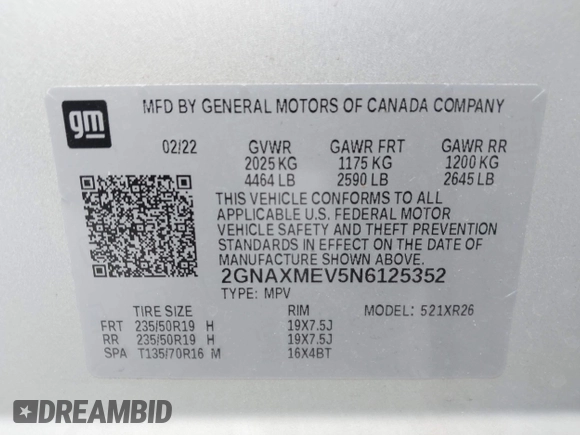 gm
MFD BY GENERAL MOTORS OF CANADA COMPANY
02/22 GVWR GAWR FRT GAWR RR
2025 KG 1175 KG 1200 KG
4464 LB 2590 LB 2645 LB
THIS VEHICLE CONFORMS TO ALL
APPLICABLE U.S. FEDERAL MOTOR
VEHICLE SAFETY AND THEFT PREVENTION
STANDARDS IN EFFECT ON THE DATE OF
MANUFACTURE SHOWN ABOVE.
2GNAXMEV5N6125352
TYPE: MPV
TIRE SIZE RIM MODEL: 521XR26
FRT 235/50R19 H 19X7.5J
RR 235/50R19 H 19X7.5J
SPA T135/70R16 M 16X4BT
DREAMBID